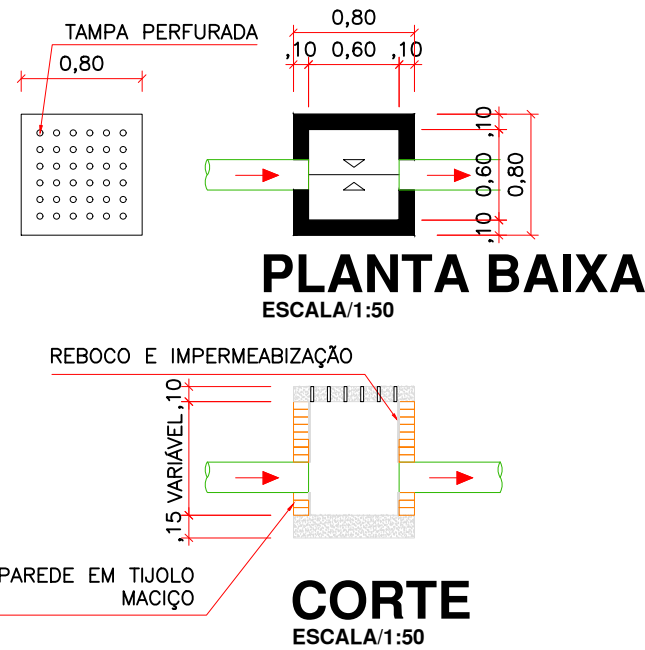 TAMPA PERFURADA
0,80
0,80
,10 0,60 ,10
,10
0,60
0,80
,10
PLANTA BAIXA
ESCALA/1:50
REBOCO E IMPERMEABIZAÇÃO
,10
VARIÁVEL
,15
PAREDE EM TIJOLO
MACIÇO
CORTE
ESCALA/1:50